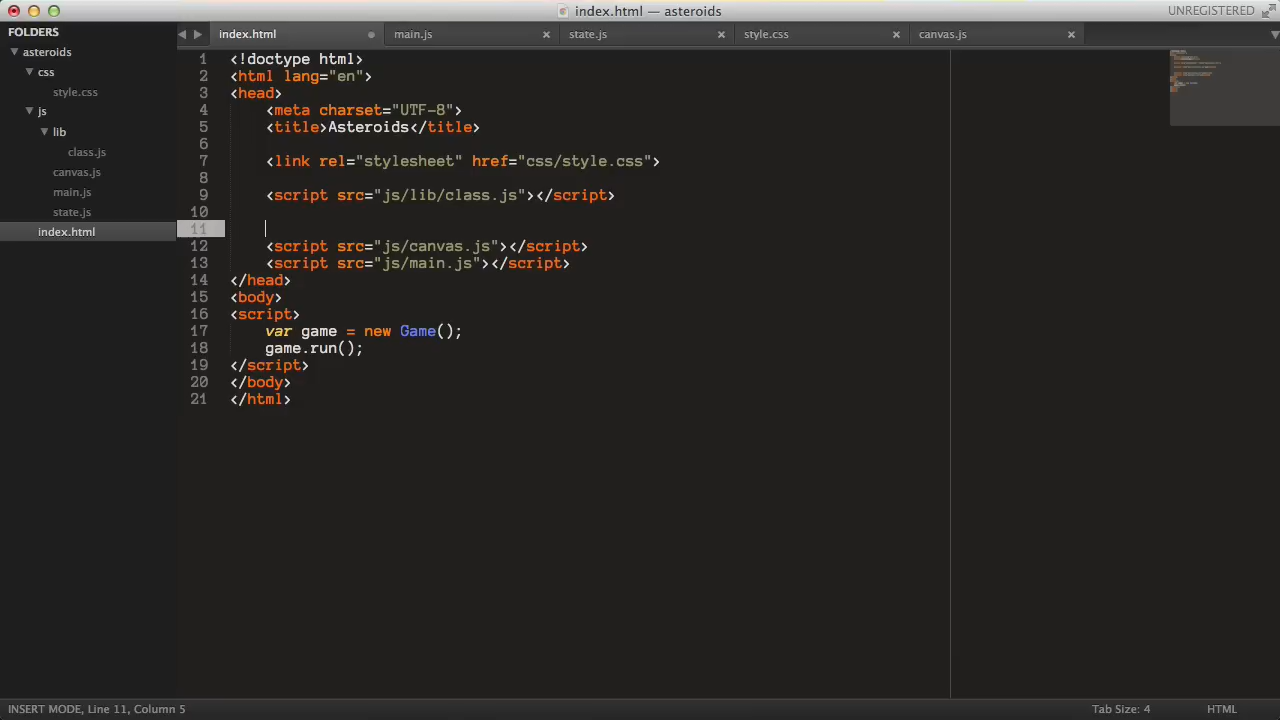 index.html — asteroids
UNREGISTERED
FOLDERS
asteroids
css
style.css
js
lib
class.js
canvas.js
main.js
state.js
index.html
index.html main.js state.js style.css canvas.js
1 <!doctype html>
2 <html lang="en">
3 <head>
4     <meta charset="UTF-8">
5     <title>Asteroids</title>
6
7     <link rel="stylesheet" href="css/style.css">
8
9     <script src="js/lib/class.js"></script>
10
11
12     <script src="js/canvas.js"></script>
13     <script src="js/main.js"></script>
14 </head>
15 <body>
16 <script>
17     var game = new Game();
18     game.run();
19 </script>
20 </body>
21 </html>
INSERT MODE, Line 11, Column 5
Tab Size: 4
HTML